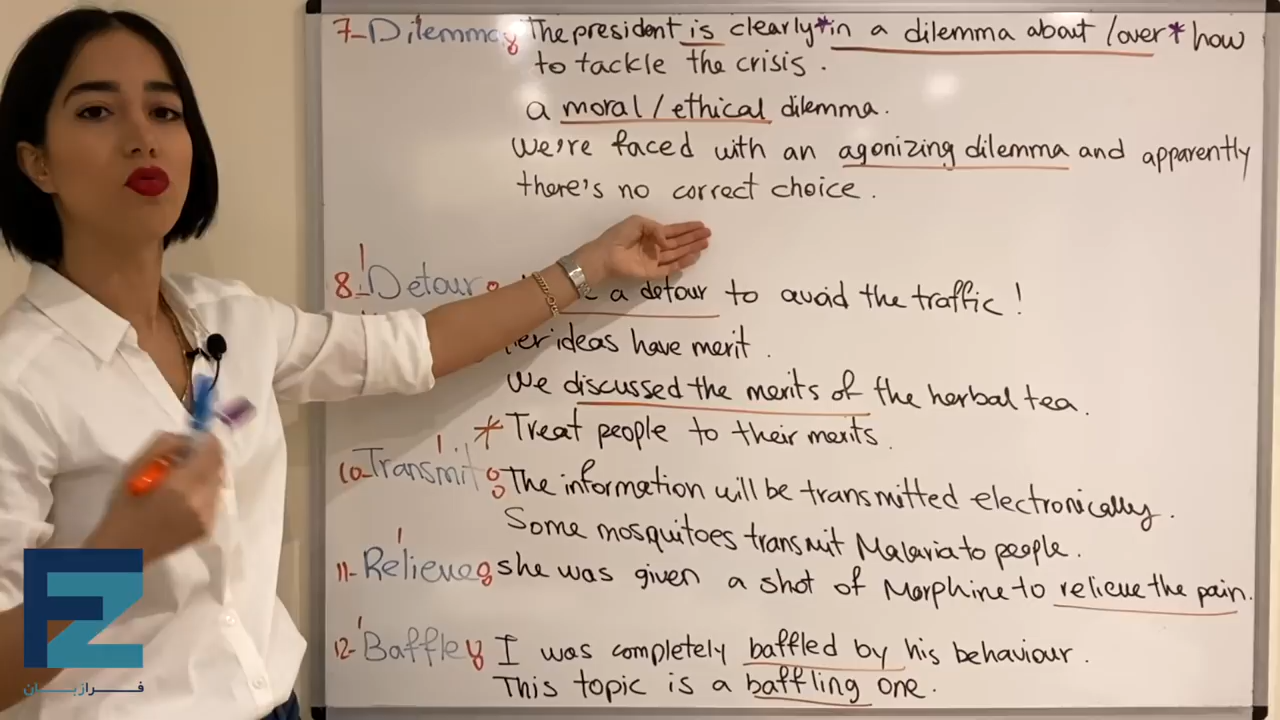 7- Dilemma: The president is clearly *in a dilemma about / over * how
to tackle the crisis.
a moral / ethical dilemma.
We're faced with an agonizing dilemma and apparently
there's no correct choice.
8- Detour: a detour to avoid the traffic!
ideas have merit.
We discussed the merits of the herbal tea.
* Treat people to their merits.
10- Transmit: The information will be transmitted electronically.
Some mosquitoes transmit Malaria to people.
11- Relieve: she was given a shot of Morphine to relieve the pain.
12- Baffle: I was completely baffled by his behaviour.
This topic is a baffling one.
FZ
فرازبان